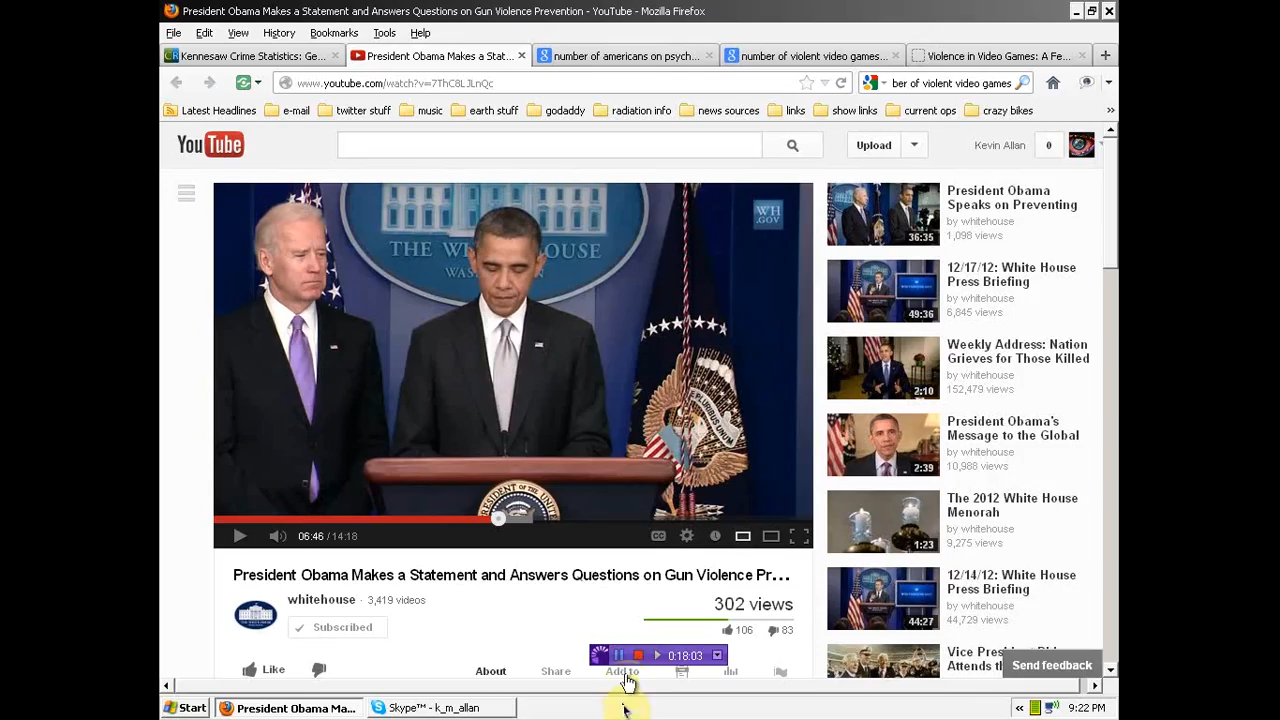 President Obama Makes a Statement and Answers Questions on Gun Violence Prevention - YouTube - Mozilla Firefox
File Edit View History Bookmarks Tools Help
Kennesaw Crime Statistics: Ge...
President Obama Makes a Stat...
number of americans on psych...
number of violent video games...
Violence in Video Games: A Fe...
www.youtube.com/watch?v=7ThC8LJLnQc
ber of violent video games
Latest Headlines e-mail twitter stuff music earth stuff godaddy radiation info news sources links show links current ops crazy bikes
YouTube
Upload
Kevin Allan
0
WH.GOV
THE WHITE HOUSE
06:46 / 14:18
CC
President Obama Makes a Statement and Answers Questions on Gun Violence Pr...
whitehouse · 3,419 videos
Subscribed
302 views
106 83
Like
About
Share
Add to
0:18:03
36:35
President Obama
Speaks on Preventing
by whitehouse
1,098 views
49:36
12/17/12: White House
Press Briefing
by whitehouse
6,845 views
2:10
Weekly Address: Nation
Grieves for Those Killed
by whitehouse
152,479 views
2:39
President Obama's
Message to the Global
by whitehouse
10,988 views
1:23
The 2012 White House
Menorah
by whitehouse
9,275 views
44:27
12/14/12: White House
Press Briefing
by whitehouse
44,729 views
Attends th
Send feedback
Start
President Obama Ma...
Skype™ - k_m_allan
9:22 PM